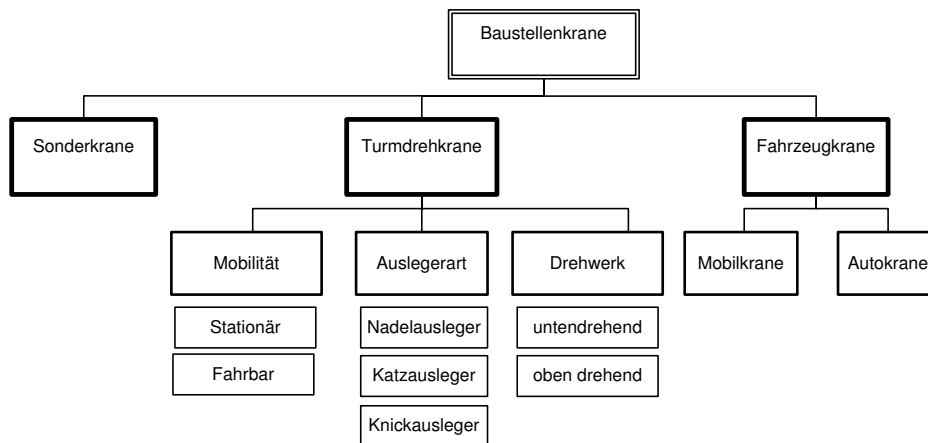 Baustellenkrane
Sonderkrane
Turmdrehkrane
Fahrzeugkrane
Mobilität
Auslegerart
Drehwerk
Mobilkrane
Autokrane
Stationär
Nadelausleger
untendrehend
Fahrbar
Katzausleger
oben drehend
Knickausleger